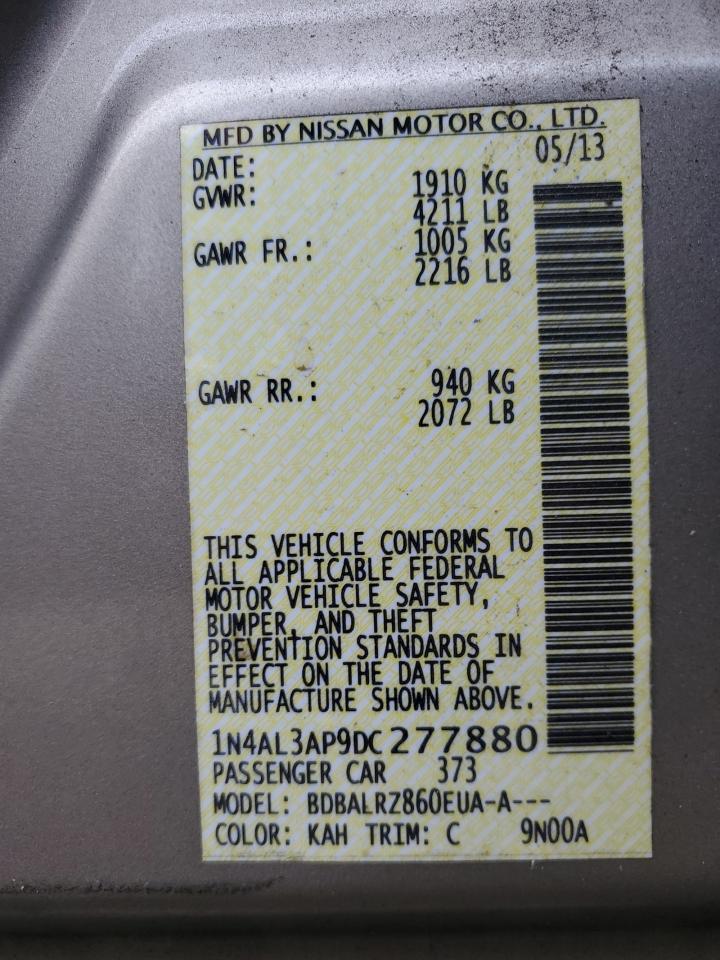 MFD BY NISSAN MOTOR CO., LTD.
DATE: 05/13
GVWR: 1910 KG
4211 LB
GAWR FR.: 1005 KG
2216 LB
GAWR RR.: 940 KG
2072 LB
THIS VEHICLE CONFORMS TO
ALL APPLICABLE FEDERAL
MOTOR VEHICLE SAFETY,
BUMPER, AND THEFT
PREVENTION STANDARDS IN
EFFECT ON THE DATE OF
MANUFACTURE SHOWN ABOVE.
1N4AL3AP9DC277880
PASSENGER CAR 373
MODEL: BDBALRZ860EUA-A---
COLOR: KAH TRIM: C 9N00A